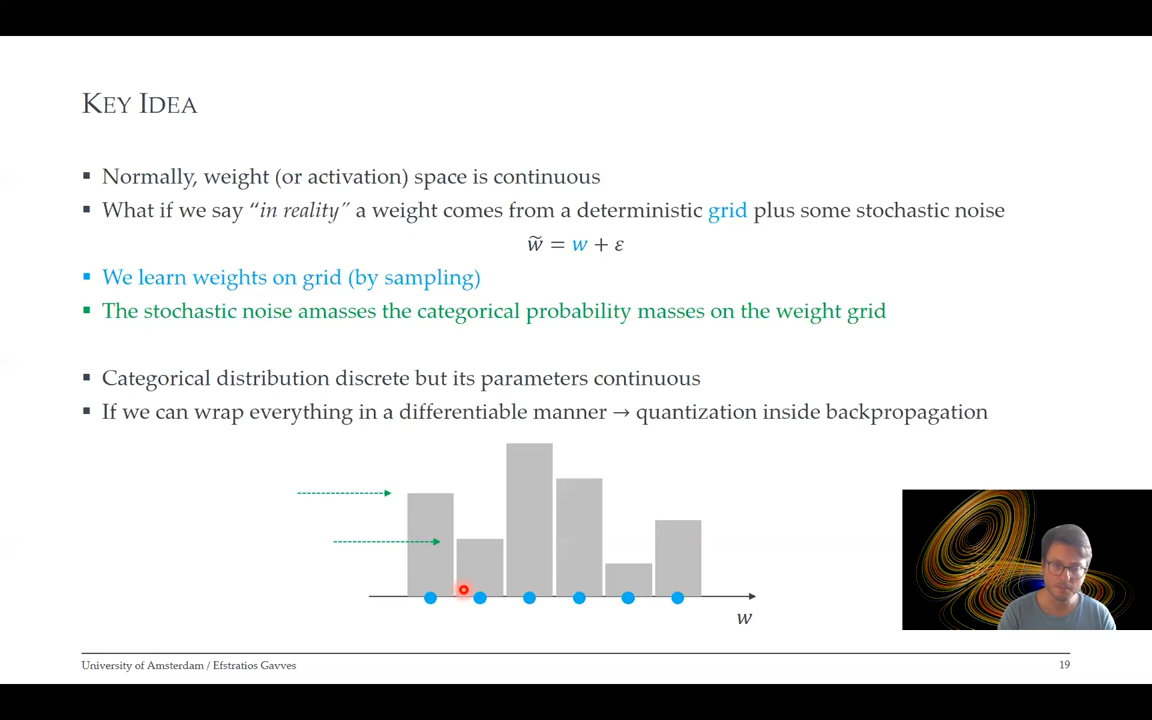 KEY IDEA
▪ Normally, weight (or activation) space is continuous
▪ What if we say “in reality” a weight comes from a deterministic grid plus some stochastic noise
w̃ = w + ε
▪ We learn weights on grid (by sampling)
▪ The stochastic noise amasses the categorical probability masses on the weight grid
▪ Categorical distribution discrete but its parameters continuous
▪ If we can wrap everything in a differentiable manner → quantization inside backpropagation
w
University of Amsterdam / Efstratios Gavves
19